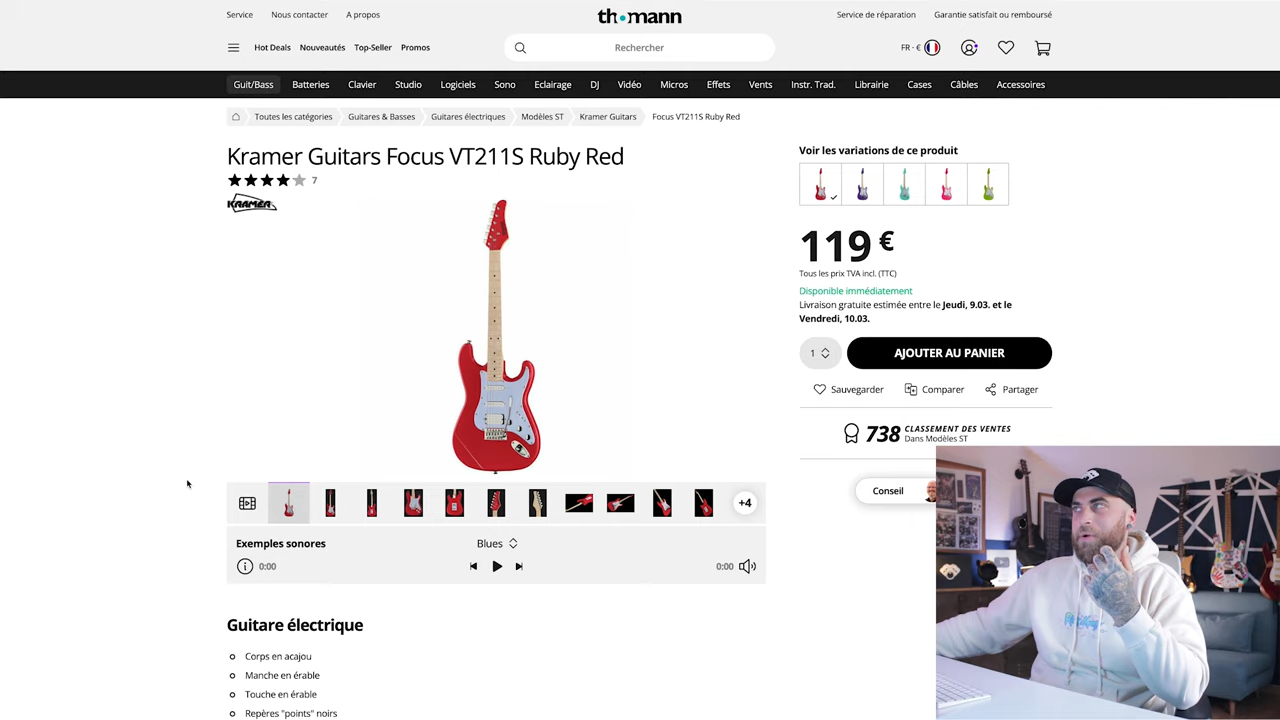 Service
Nous contacter
A propos
th•mann
Service de réparation
Garantie satisfait ou remboursé
Hot Deals
Nouveautés
Top-Seller
Promos
Rechercher
FR · €
Guit/Bass
Batteries
Clavier
Studio
Logiciels
Sono
Eclairage
DJ
Vidéo
Micros
Effets
Vents
Instr. Trad.
Librairie
Cases
Câbles
Accessoires
Toutes les catégories
Guitares & Basses
Guitares électriques
Modèles ST
Kramer Guitars
Focus VT211S Ruby Red
Kramer Guitars Focus VT211S Ruby Red
7
KRAMER
Voir les variations de ce produit
119 €
Tous les prix TVA incl. (TTC)
Disponible immédiatement
Livraison gratuite estimée entre le Jeudi, 9.03. et le
Vendredi, 10.03.
1
AJOUTER AU PANIER
Sauvegarder
Comparer
Partager
738
CLASSEMENT DES VENTES
Dans Modèles ST
Conseil
+4
Exemples sonores
Blues
0:00
0:00
Guitare électrique
Corps en acajou
Manche en érable
Touche en érable
Repères "points" noirs